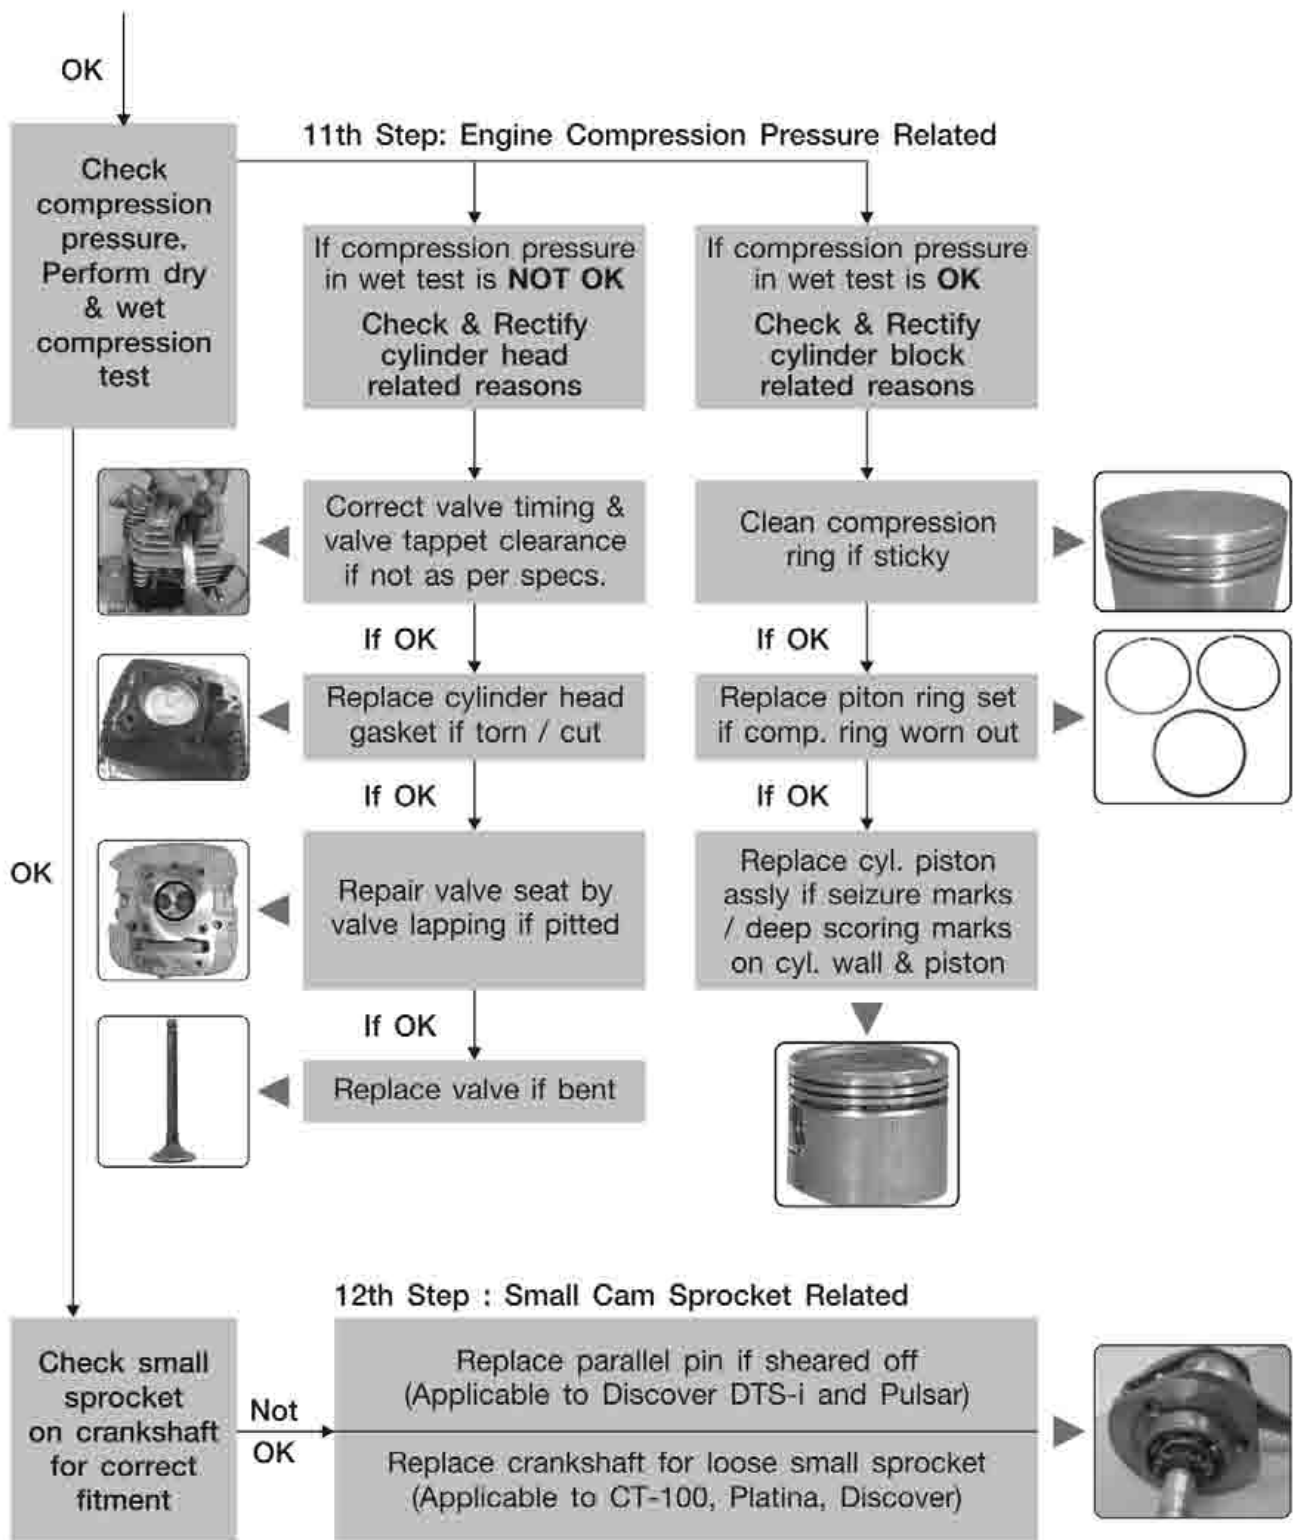 OK
11th Step: Engine Compression Pressure Related
Check
compression
pressure.
Perform dry
& wet
compression
test
If compression pressure
in wet test is NOT OK
Check & Rectify
cylinder head
related reasons
If compression pressure
in wet test is OK
Check & Rectify
cylinder block
related reasons
Correct valve timing &
valve tappet clearance
if not as per specs.
Clean compression
ring if sticky
If OK
If OK
Replace cylinder head
gasket if torn / cut
Replace piton ring set
if comp. ring worn out
If OK
If OK
OK
Repair valve seat by
valve lapping if pitted
Replace cyl. piston
assly if seizure marks
/ deep scoring marks
on cyl. wall & piston
If OK
Replace valve if bent
12th Step : Small Cam Sprocket Related
Check small
sprocket
on crankshaft
for correct
fitment
Not
OK
Replace parallel pin if sheared off
(Applicable to Discover DTS-i and Pulsar)
Replace crankshaft for loose small sprocket
(Applicable to CT-100, Platina, Discover)